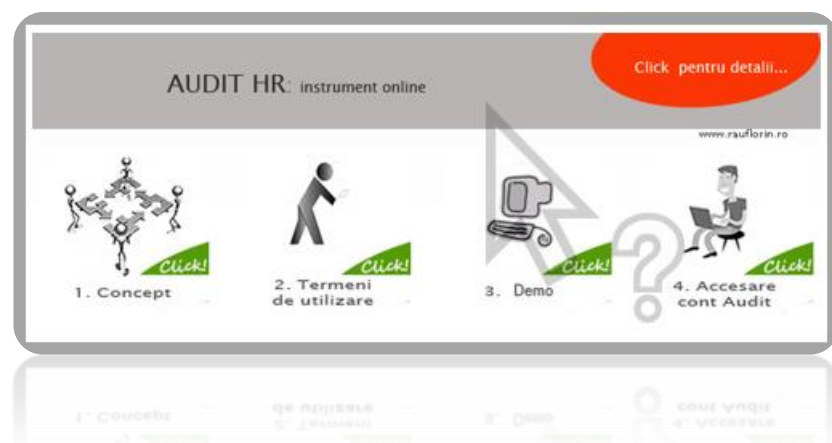 AUDIT HR: instrument online
Click pentru detalii...
www.rauflorin.ro
Click!
1. Concept
Click!
2. Termeni
de utilizare
Click!
3. Demo
?
Click!
4. Accesare
cont Audit